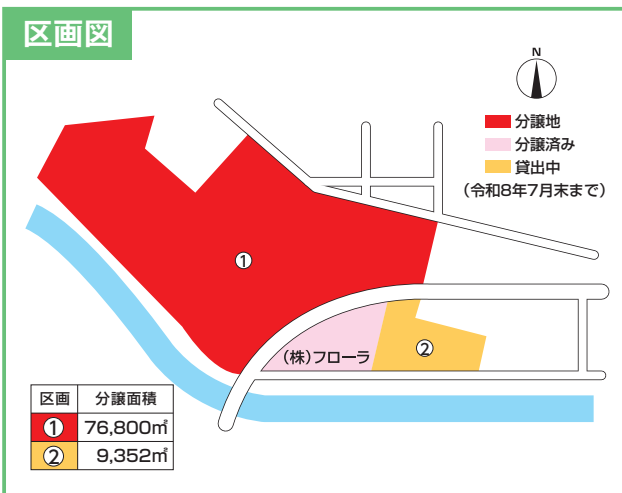 区画図
N
分譲地
分譲済み
貸出中
(令和8年7月末まで)
①
(株)フローラ
②
区画 分譲面積
① 76,800㎡
② 9,352㎡